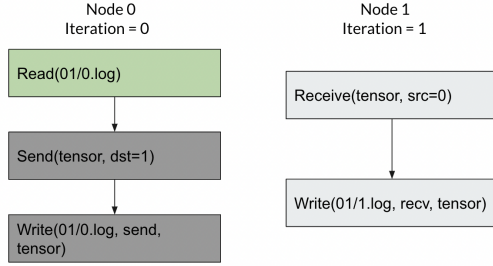 Node 0
Iteration = 0
Read(01/0.log)
Send(tensor, dst=1)
Write(01/0.log, send,
tensor)
Node 1
Iteration = 1
Receive(tensor, src=0)
Write(01/1.log, recv, tensor)